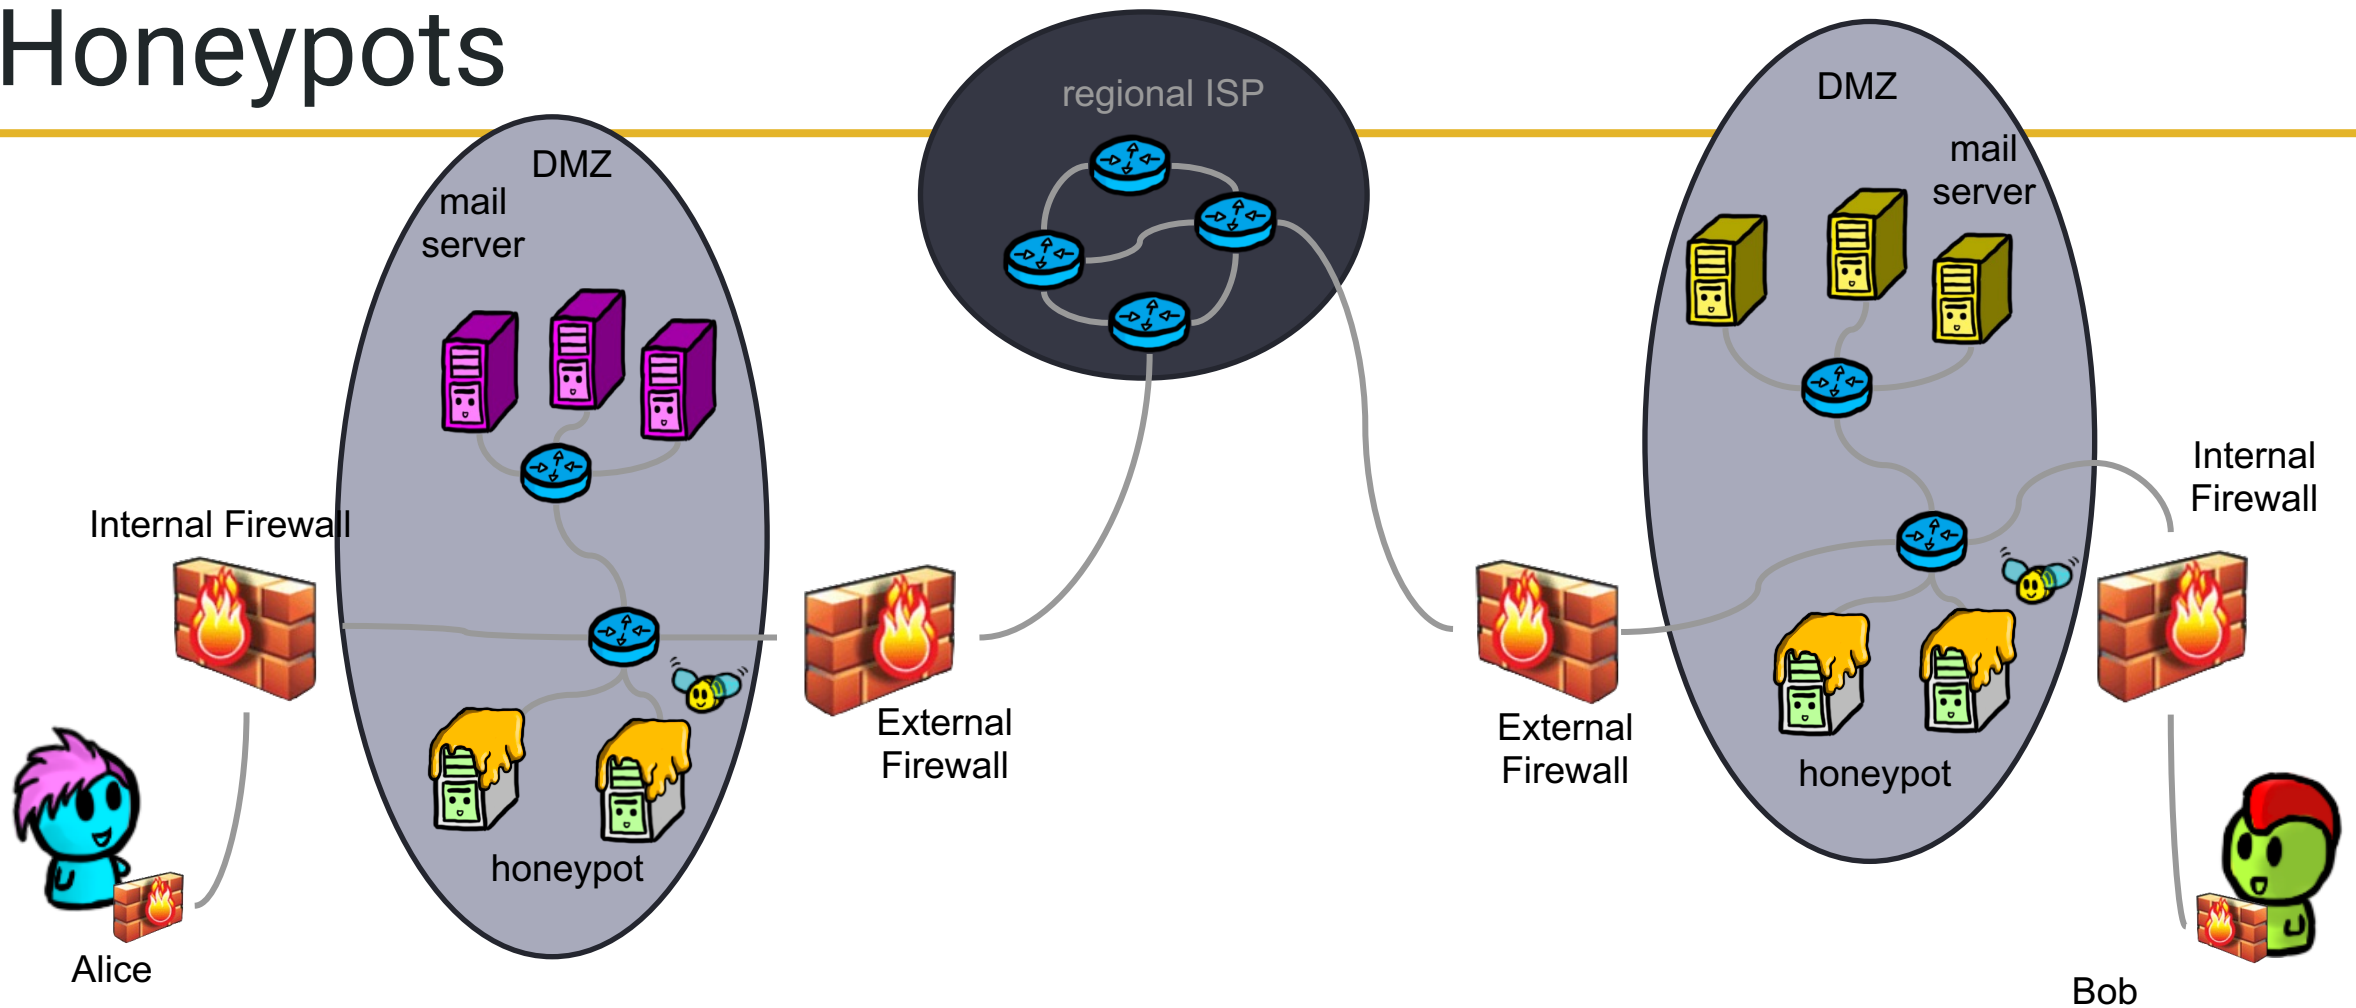 Honeypots
regional ISP
DMZ
mail
server
DMZ
mail
server
Internal Firewall
Internal
Firewall
External
Firewall
External
Firewall
honeypot
honeypot
Alice
Bob